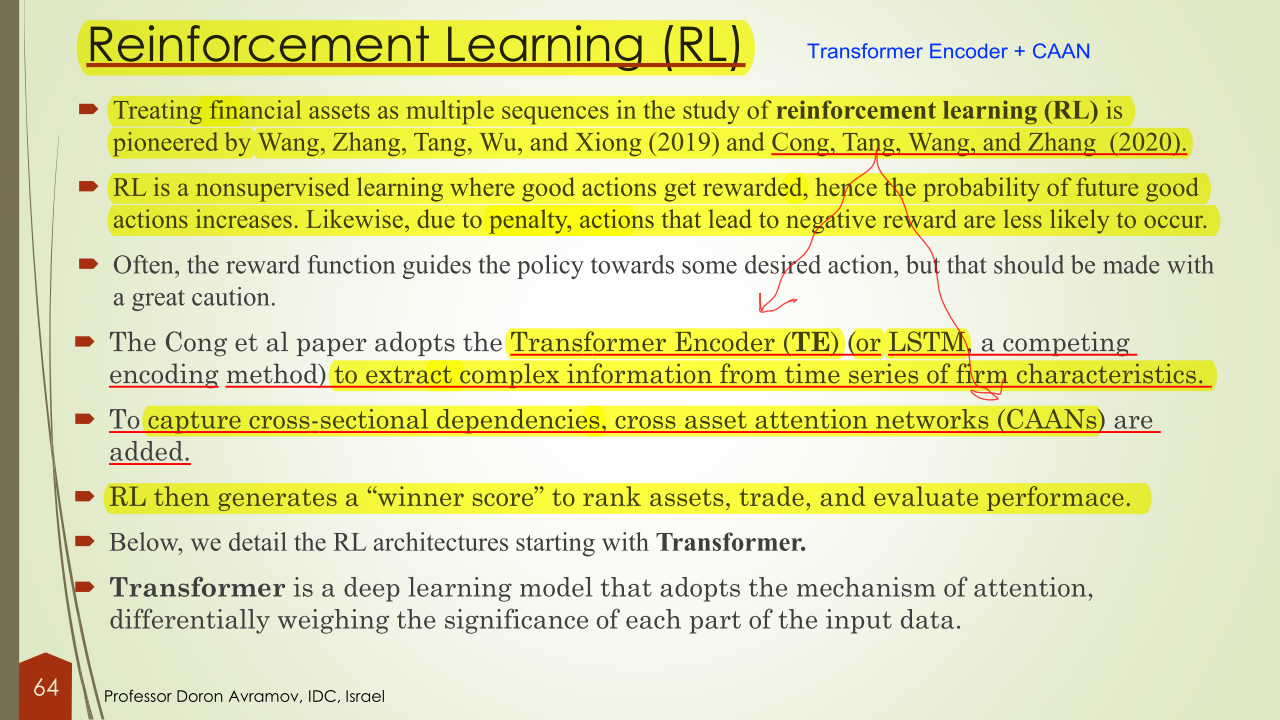 Reinforcement Learning (RL)
Transformer Encoder + CAAN
Treating financial assets as multiple sequences in the study of reinforcement learning (RL) is
pioneered by Wang, Zhang, Tang, Wu, and Xiong (2019) and Cong, Tang, Wang, and Zhang (2020).
RL is a nonsupervised learning where good actions get rewarded, hence the probability of future good
actions increases. Likewise, due to penalty, actions that lead to negative reward are less likely to occur.
Often, the reward function guides the policy towards some desired action, but that should be made with
a great caution.
The Cong et al paper adopts the Transformer Encoder (TE) (or LSTM, a competing
encoding method) to extract complex information from time series of firm characteristics.
To capture cross-sectional dependencies, cross asset attention networks (CAANs) are
added.
RL then generates a “winner score” to rank assets, trade, and evaluate performace.
Below, we detail the RL architectures starting with Transformer.
Transformer is a deep learning model that adopts the mechanism of attention,
differentially weighing the significance of each part of the input data.
64
Professor Doron Avramov, IDC, Israel